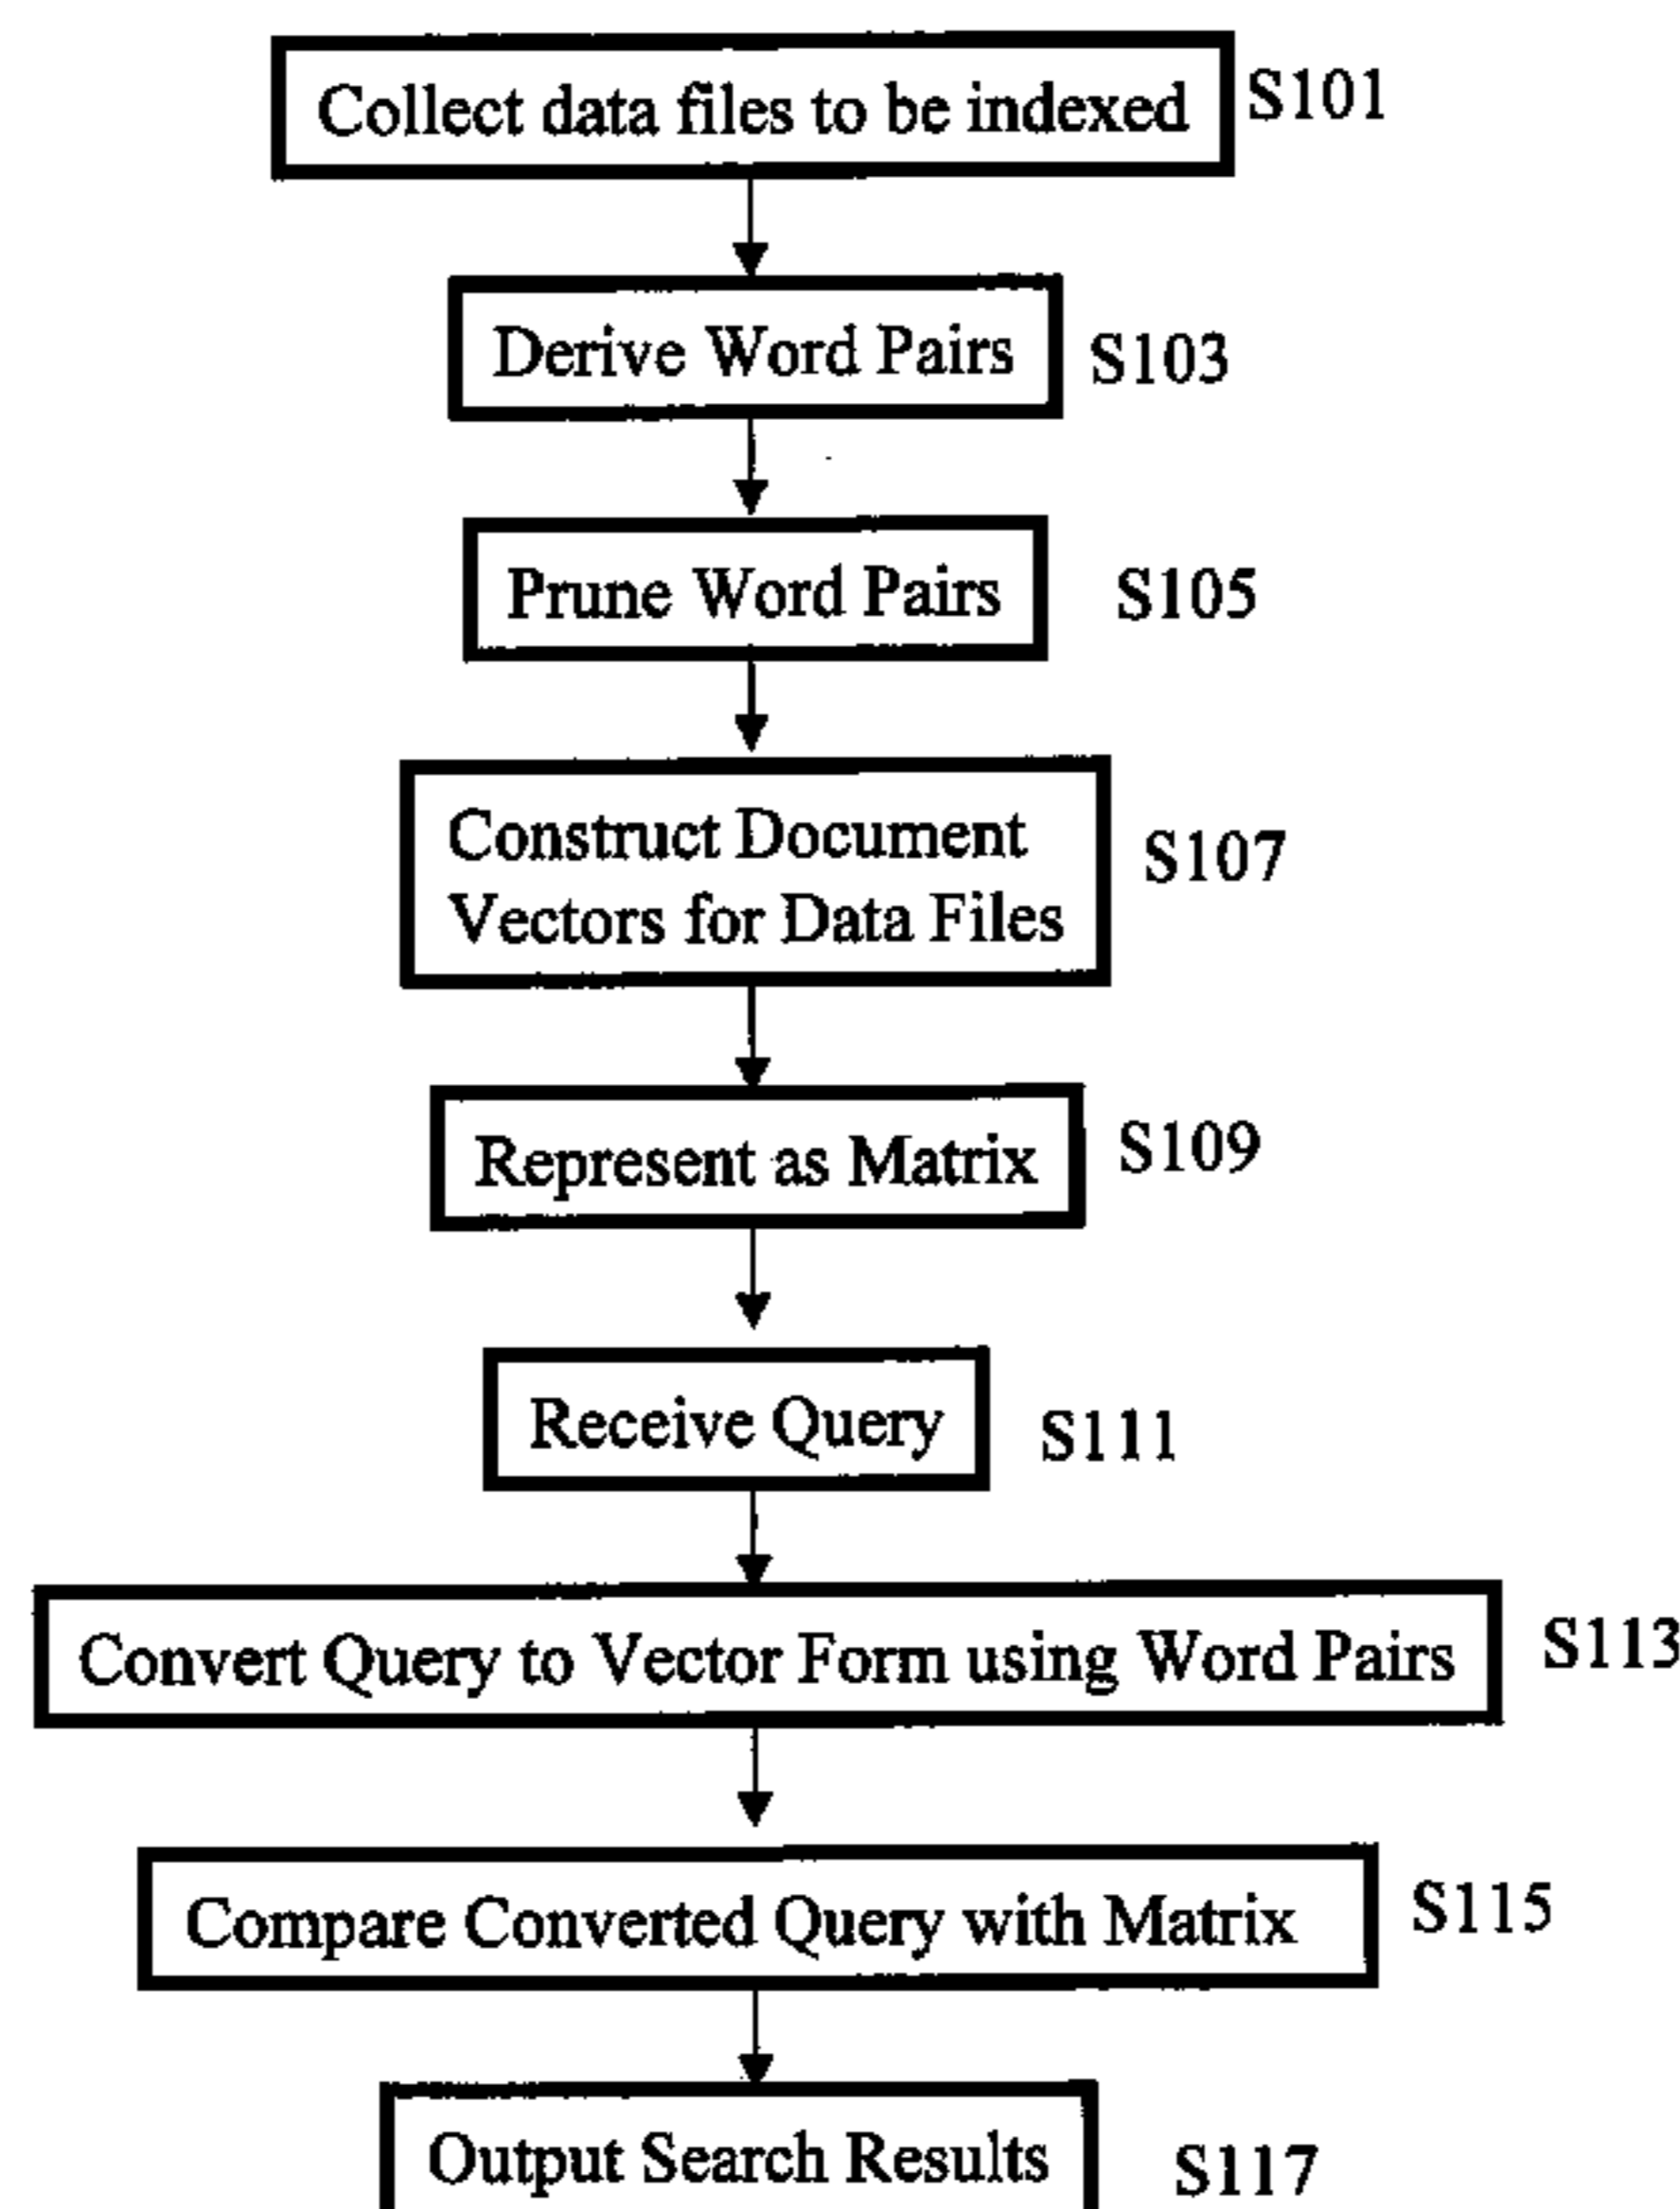 Collect data files to be indexed S101
Derive Word Pairs S103
Prune Word Pairs S105
Construct Document
Vectors for Data Files
S107
Represent as Matrix S109
Receive Query S111
Convert Query to Vector Form using Word Pairs S113
Compare Converted Query with Matrix S115
Output Search Results S117